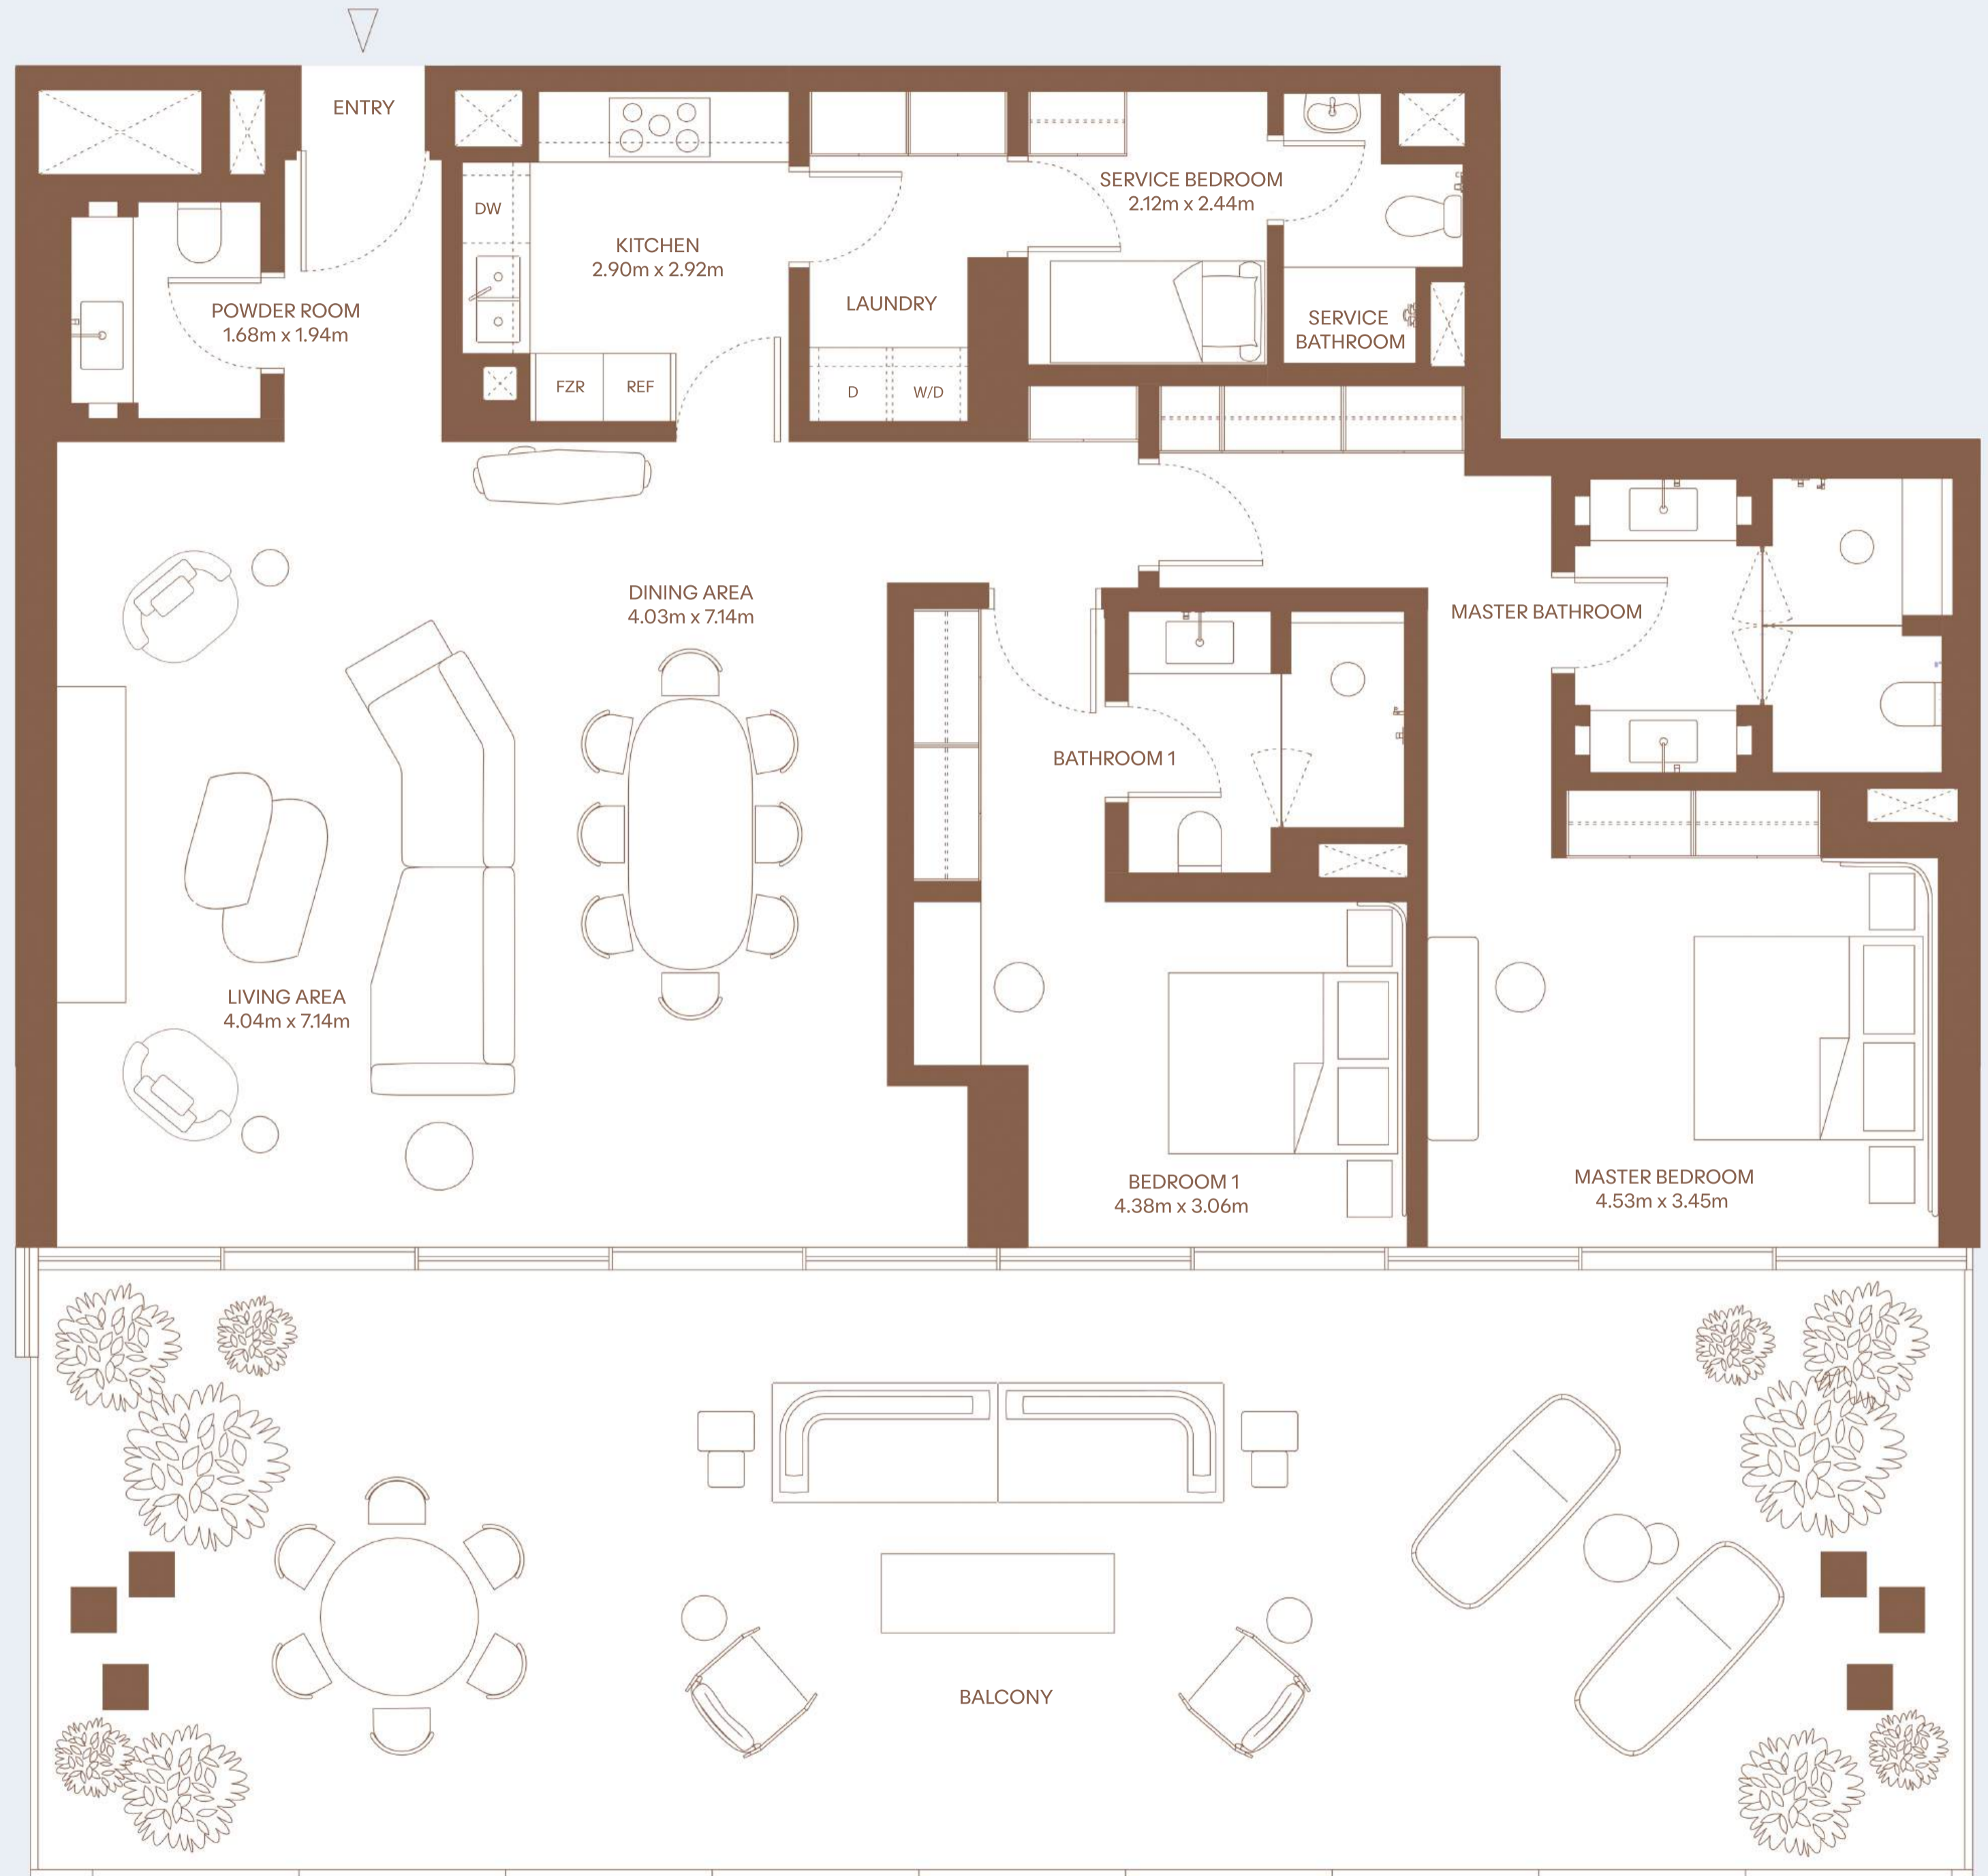 ENTRY
SERVICE BEDROOM
2.12m x 2.44m
DW
KITCHEN
2.90m x 2.92m
LAUNDRY
POWDER ROOM
1.68m x 1.94m
SERVICE
BATHROOM
FZR
REF
D
W/D
DINING AREA
4.03m x 7.14m
MASTER BATHROOM
BATHROOM 1
LIVING AREA
4.04m x 7.14m
BEDROOM 1
4.38m x 3.06m
MASTER BEDROOM
4.53m x 3.45m
BALCONY